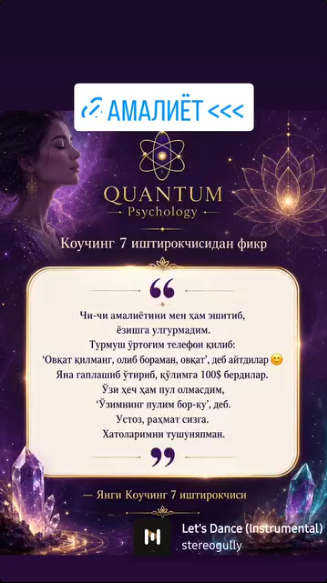 АМАЛИЁТ <<<
QUANTUM
Psychology
Коучинг 7 иштирокчисидан фикр
“
Чи-чи амалиётини мен ҳам эшитиб,
ёзишга улгурмадим.
Турмуш ўртоғим телефон қилиб:
‘Овқат қилманг, олиб бораман, овқат’, деб айтдилар 😊
Яна гаплашиб ўтириб, қўлимга 100$ бердилар.
Ўзи ҳеч ҳам пул олмасдим,
‘Ўзимнинг пулим бор-ку’, деб.
Устоз, раҳмат сизга.
Хатоларимни тушуняпман.
”
— Янги Коучинг 7 иштирокчиси
Let's Dance (Instrumental)
stereogully